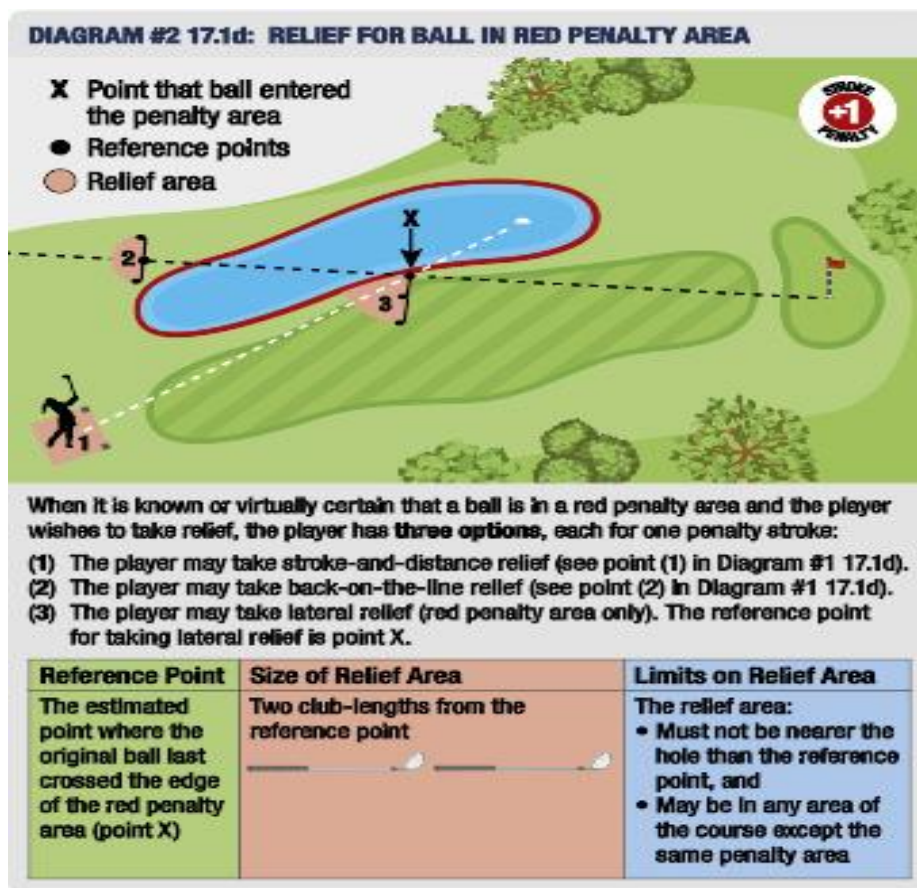 DIAGRAM #2 17.1d: RELIEF FOR BALL IN RED PENALTY AREA
X Point that ball entered
the penalty area
● Reference points
Relief area
STROKE
+1
PENALTY
X
2
3
1
When it is known or virtually certain that a ball is in a red penalty area and the player
wishes to take relief, the player has three options, each for one penalty stroke:
(1) The player may take stroke-and-distance relief (see point (1) in Diagram #1 17.1d).
(2) The player may take back-on-the-line relief (see point (2) in Diagram #1 17.1d).
(3) The player may take lateral relief (red penalty area only). The reference point
for taking lateral relief is point X.
Reference Point
The estimated
point where the
original ball last
crossed the edge
of the red penalty
area (point X)
Size of Relief Area
Two club-lengths from the
reference point
Limits on Relief Area
The relief area:
• Must not be nearer the
hole than the reference
point, and
• May be in any area of
the course except the
same penalty area